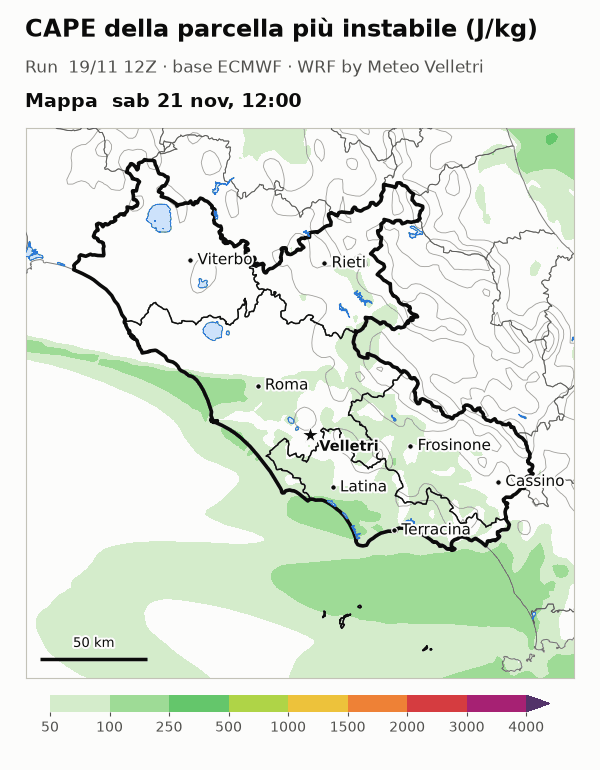 CAPE della parcella più instabile (J/kg)
Run  19/11 12Z · base ECMWF · WRF by Meteo Velletri
Mappa  sab 21 nov, 12:00
Viterbo
Rieti
Roma
Velletri
Frosinone
Latina
Cassino
Terracina
50 km
50 100 250 500 1000 1500 2000 3000 4000